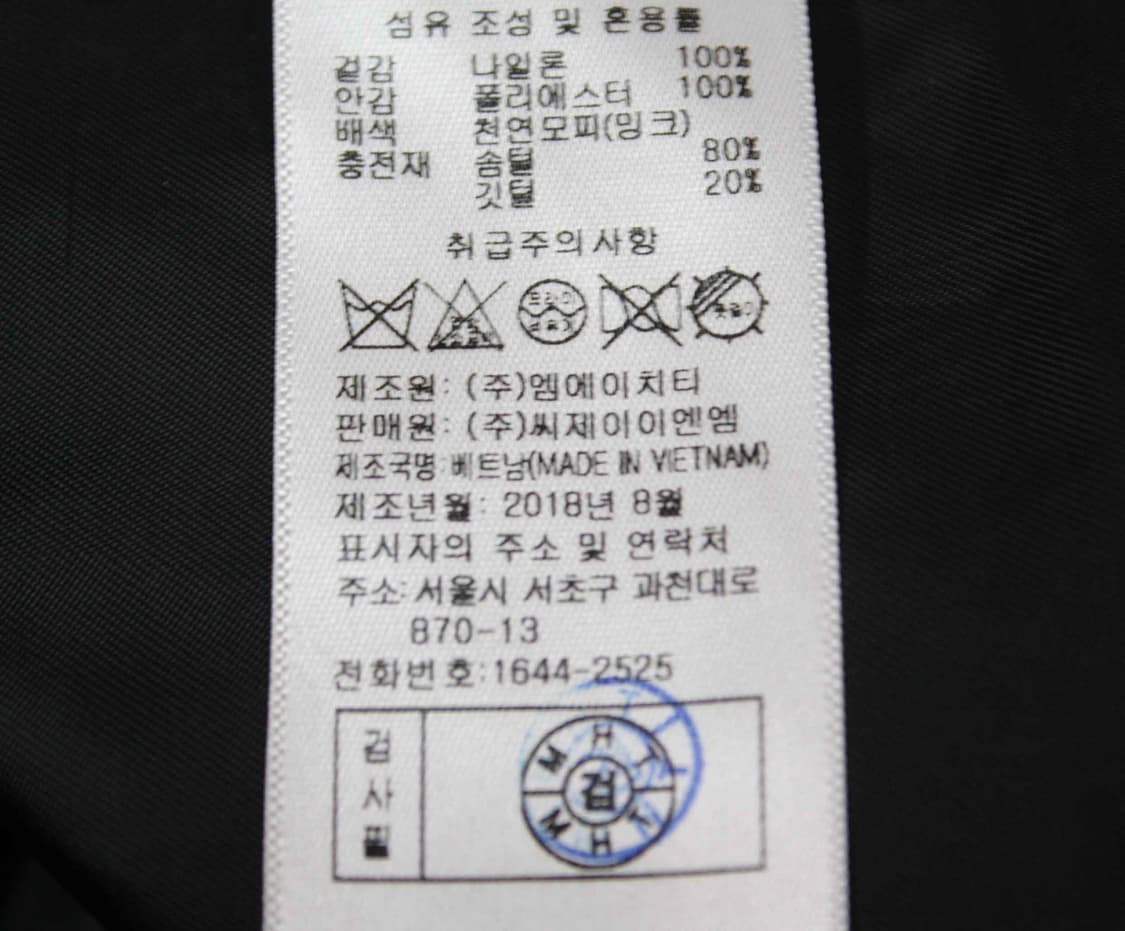 섬유 조성 및 혼용률
겉감 나일론 100%
안감 폴리에스터 100%
배색 천연모피(밍크)
충전재 솜털 80%
깃털 20%
취급주의사항
드라이
제조원: (주)엠에이치티
판매원: (주)씨제이이엔엠
제조국명:베트남(MADE IN VIETNAM)
제조년월: 2018년 8월
표시자의 주소 및 연락처
주소: 서울시 서초구 과천대로
870-13
전화번호:1644-2525
검사필
MHT
검
MHT